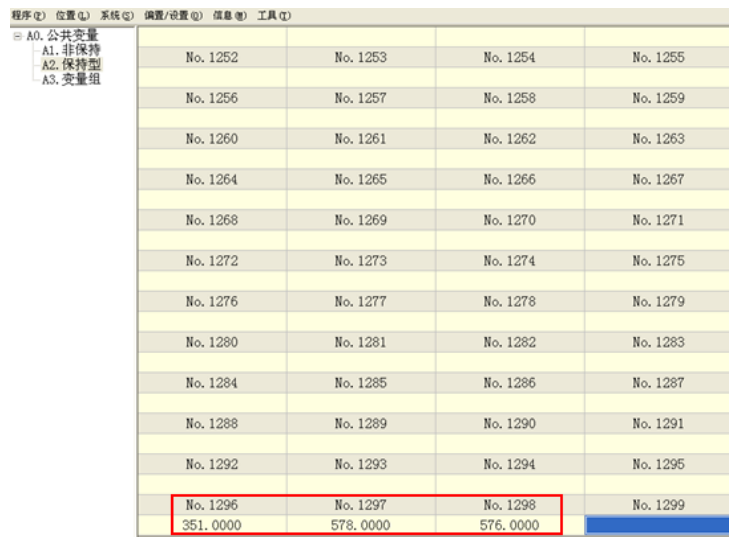 程序(P) 位置(L) 系统(S) 偏置/设置(O) 信息(M) 工具(T)
A0.公共变量
A1.非保持
A2.保持型
A3.变量组
No.1252 No.1253 No.1254 No.1255
No.1256 No.1257 No.1258 No.1259
No.1260 No.1261 No.1262 No.1263
No.1264 No.1265 No.1266 No.1267
No.1268 No.1269 No.1270 No.1271
No.1272 No.1273 No.1274 No.1275
No.1276 No.1277 No.1278 No.1279
No.1280 No.1281 No.1282 No.1283
No.1284 No.1285 No.1286 No.1287
No.1288 No.1289 No.1290 No.1291
No.1292 No.1293 No.1294 No.1295
No.1296 No.1297 No.1298 No.1299
351.0000 578.0000 576.0000